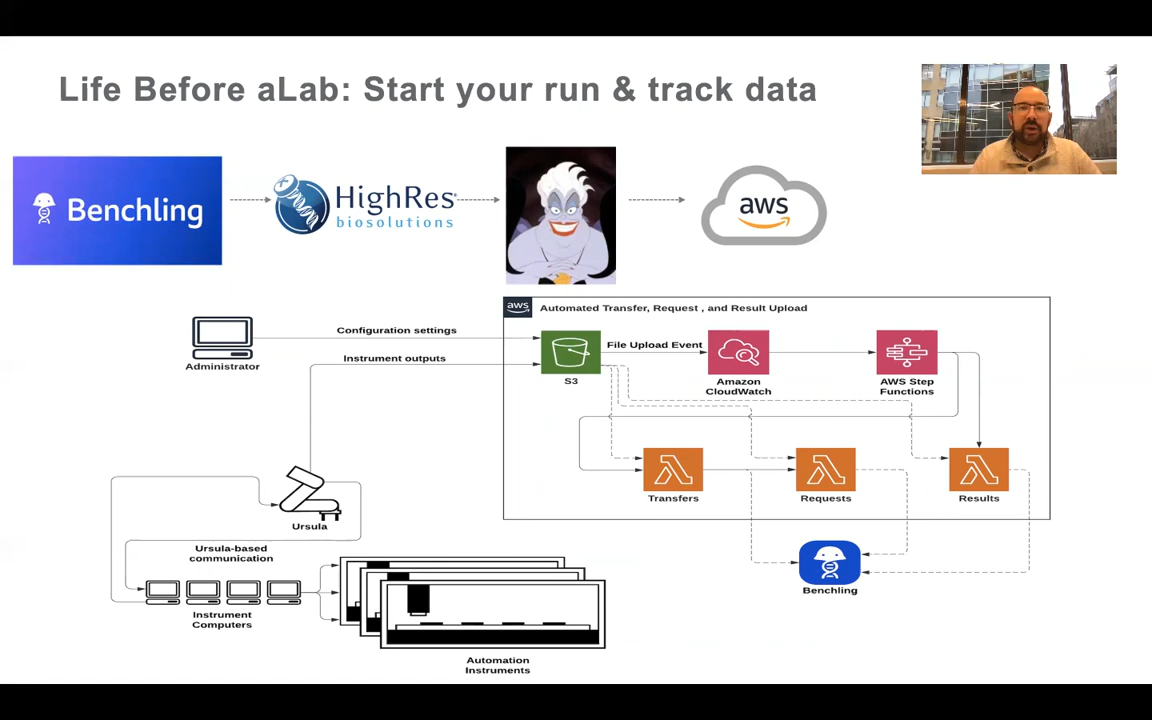 Life Before aLab: Start your run & track data
Benchling
HighRes
biosolutions
aws
aws
Automated Transfer, Request , and Result Upload
Administrator
Configuration settings
Instrument outputs
S3
File Upload Event
Amazon
CloudWatch
AWS Step
Functions
Transfers
Requests
Results
Ursula
Ursula-based
communication
Instrument
Computers
Automation
Instruments
Benchling